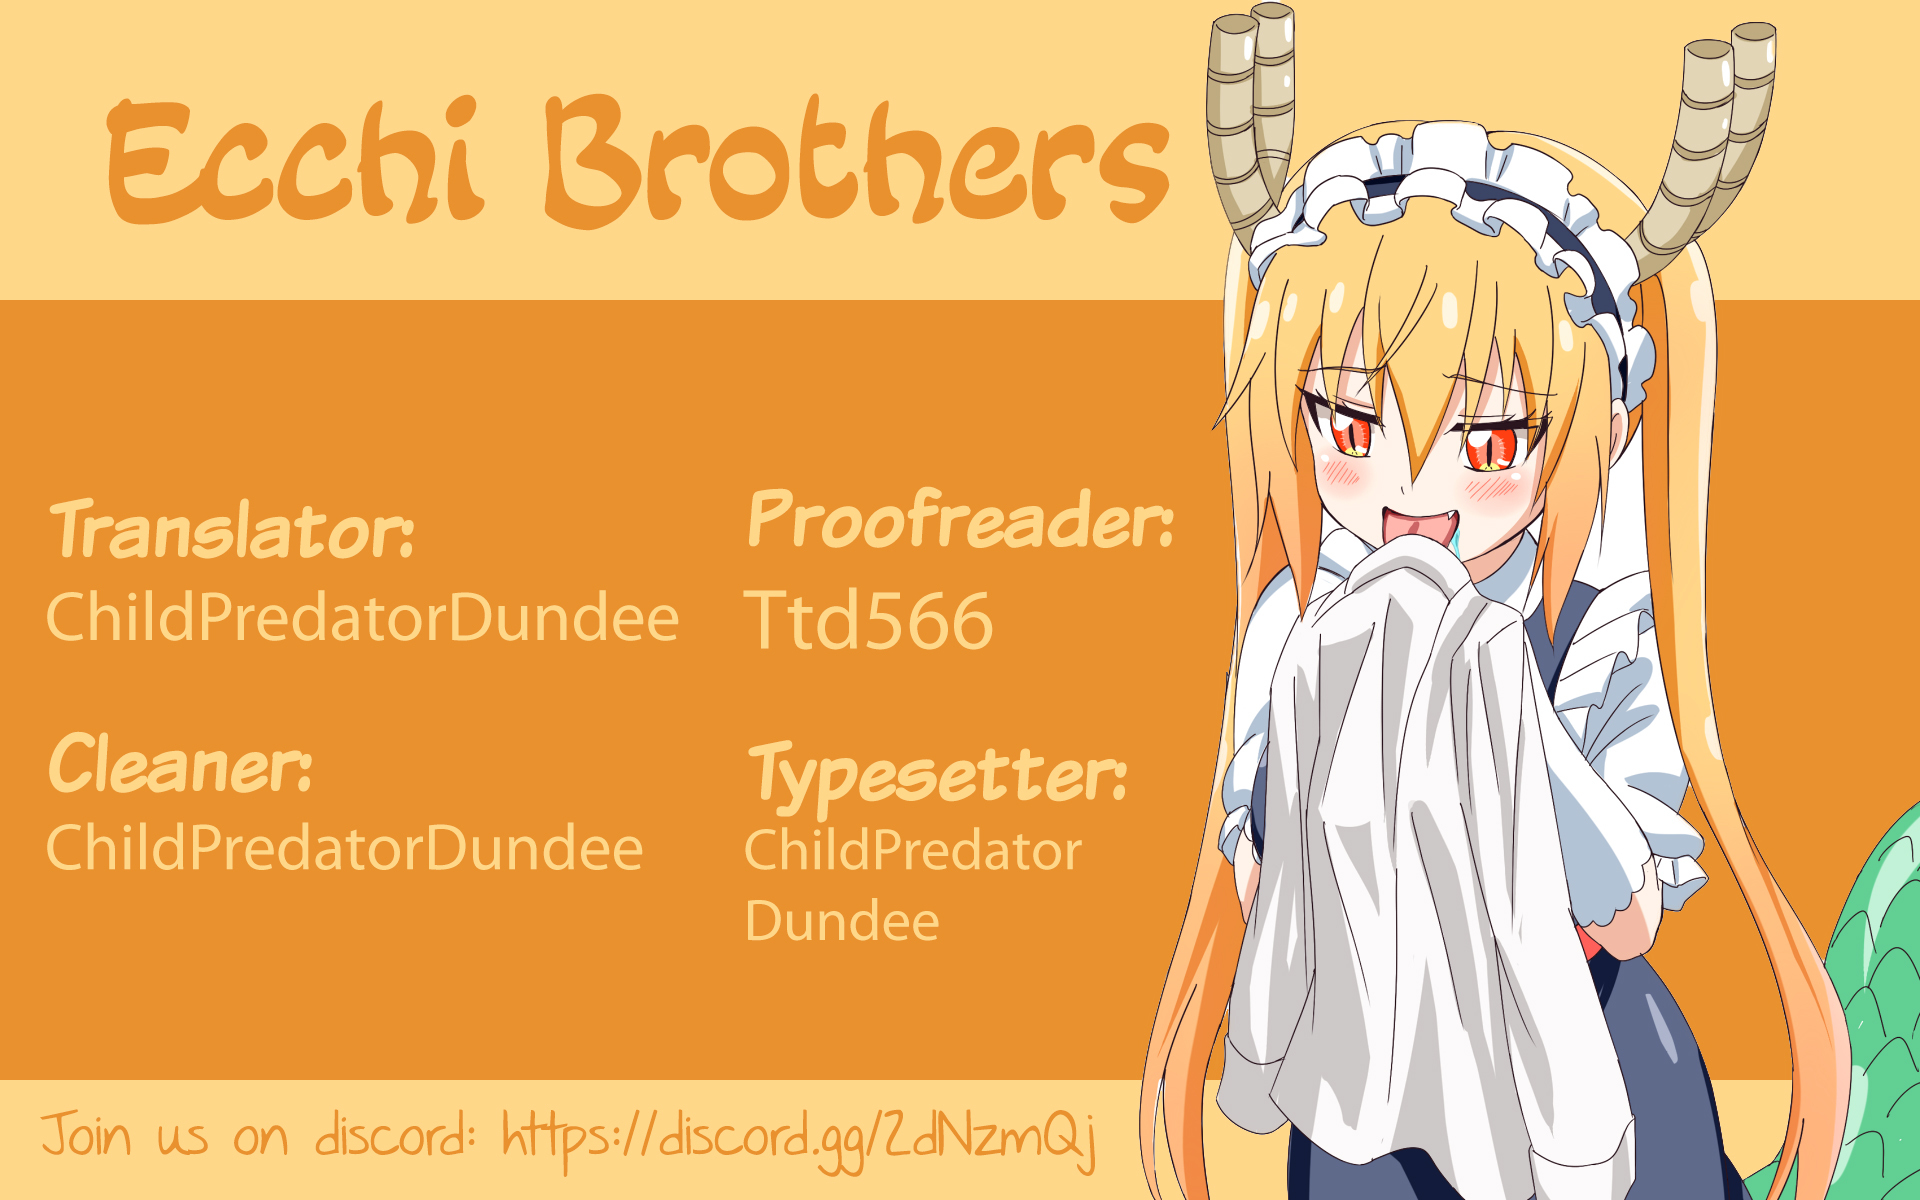 Ecchi Brothers
Translator:
ChildPredatorDundee
Proofreader:
Ttd566
Cleaner:
ChildPredatorDundee
Typesetter:
ChildPredator
Dundee
Join us on discord: https://discord.gg/2dNzmQj